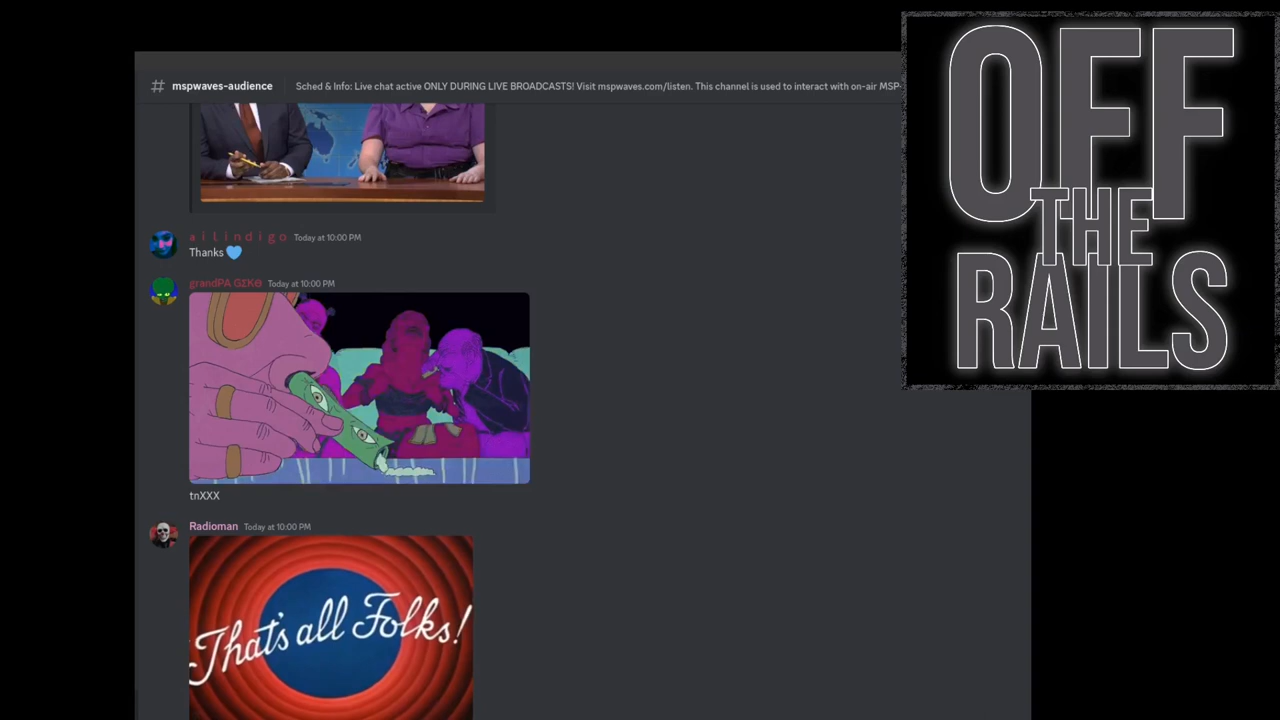 # mspwaves-audience
Sched & Info: Live chat active ONLY DURING LIVE BROADCASTS! Visit mspwaves.com/listen. This channel is used to interact with on-air MSP
OFF
THE
RAILS
a i l i n d i g o Today at 10:00 PM
Thanks 💙
grandPA GΣKΘ Today at 10:00 PM
tnXXX
Radioman Today at 10:00 PM
That's all Folks!